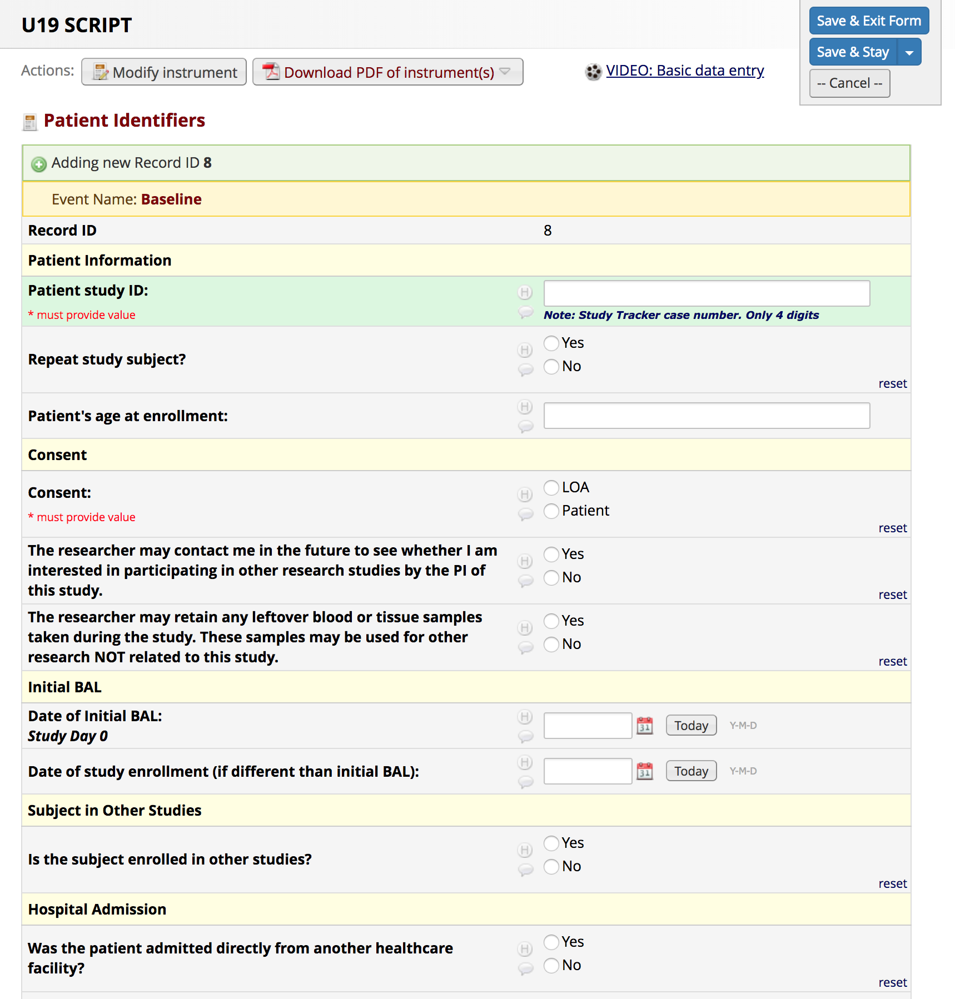 U19 SCRIPT
Save & Exit Form
Save & Stay
-- Cancel --
Actions:
Modify instrument
Download PDF of instrument(s)
VIDEO: Basic data entry
Patient Identifiers
Adding new Record ID 8
Event Name: Baseline
Record ID
8
Patient Information
Patient study ID:
* must provide value
H
Note: Study Tracker case number. Only 4 digits
Repeat study subject?
H
Yes
No
reset
Patient's age at enrollment:
H
Consent
Consent:
* must provide value
H
LOA
Patient
reset
The researcher may contact me in the future to see whether I am
interested in participating in other research studies by the PI of
this study.
H
Yes
No
reset
The researcher may retain any leftover blood or tissue samples
taken during the study. These samples may be used for other
research NOT related to this study.
H
Yes
No
reset
Initial BAL
Date of Initial BAL:
Study Day 0
H
31
Today
Y-M-D
Date of study enrollment (if different than initial BAL):
H
31
Today
Y-M-D
Subject in Other Studies
Is the subject enrolled in other studies?
H
Yes
No
reset
Hospital Admission
Was the patient admitted directly from another healthcare
facility?
H
Yes
No
reset